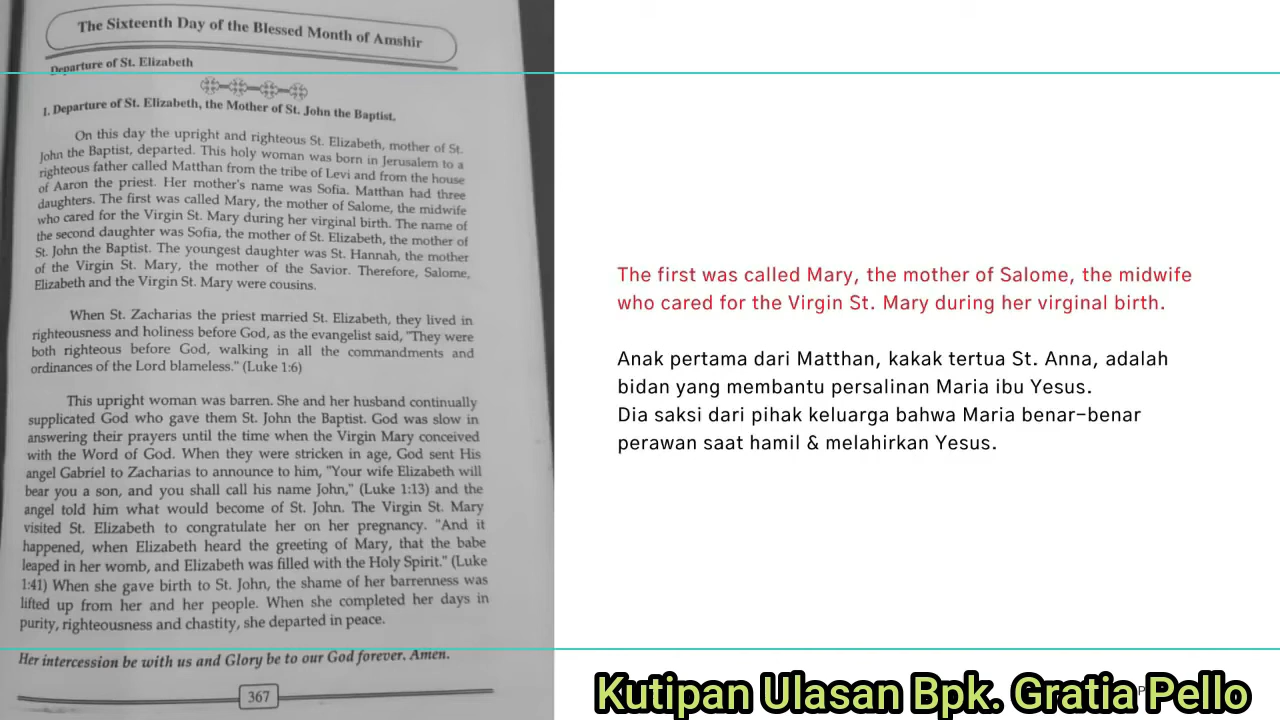 The Sixteenth Day of the Blessed Month of Amshir
Departure of St. Elizabeth
1. Departure of St. Elizabeth, the Mother of St. John the Baptist.
On this day the upright and righteous St. Elizabeth, mother of St.
John the Baptist, departed. This holy woman was born in Jerusalem to a
righteous father called Matthan from the tribe of Levi and from the house
of Aaron the priest. Her mother's name was Sofia. Matthan had three
daughters. The first was called Mary, the mother of Salome, the midwife
who cared for the Virgin St. Mary during her virginal birth. The name of
the second daughter was Sofia, the mother of St. Elizabeth, the mother of
St. John the Baptist. The youngest daughter was St. Hannah, the mother
of the Virgin St. Mary, the mother of the Savior. Therefore, Salome,
Elizabeth and the Virgin St. Mary were cousins.
When St. Zacharias the priest married St. Elizabeth, they lived in
righteousness and holiness before God, as the evangelist said, "They were
both righteous before God, walking in all the commandments and
ordinances of the Lord blameless." (Luke 1:6)
This upright woman was barren. She and her husband continually
supplicated God who gave them St. John the Baptist. God was slow in
answering their prayers until the time when the Virgin Mary conceived
with the Word of God. When they were stricken in age, God sent His
angel Gabriel to Zacharias to announce to him, "Your wife Elizabeth will
bear you a son, and you shall call his name John," (Luke 1:13) and the
angel told him what would become of St. John. The Virgin St. Mary
visited St. Elizabeth to congratulate her on her pregnancy. "And it
happened, when Elizabeth heard the greeting of Mary, that the babe
leaped in her womb, and Elizabeth was filled with the Holy Spirit." (Luke
1:41) When she gave birth to St. John, the shame of her barrenness was
lifted up from her and her people. When she completed her days in
purity, righteousness and chastity, she departed in peace.
Her intercession be with us and Glory be to our God forever. Amen.
367
The first was called Mary, the mother of Salome, the midwife
who cared for the Virgin St. Mary during her virginal birth.
Anak pertama dari Matthan, kakak tertua St. Anna, adalah
bidan yang membantu persalinan Maria ibu Yesus.
Dia saksi dari pihak keluarga bahwa Maria benar-benar
perawan saat hamil & melahirkan Yesus.
Kutipan Ulasan Bpk. Gratia Pello